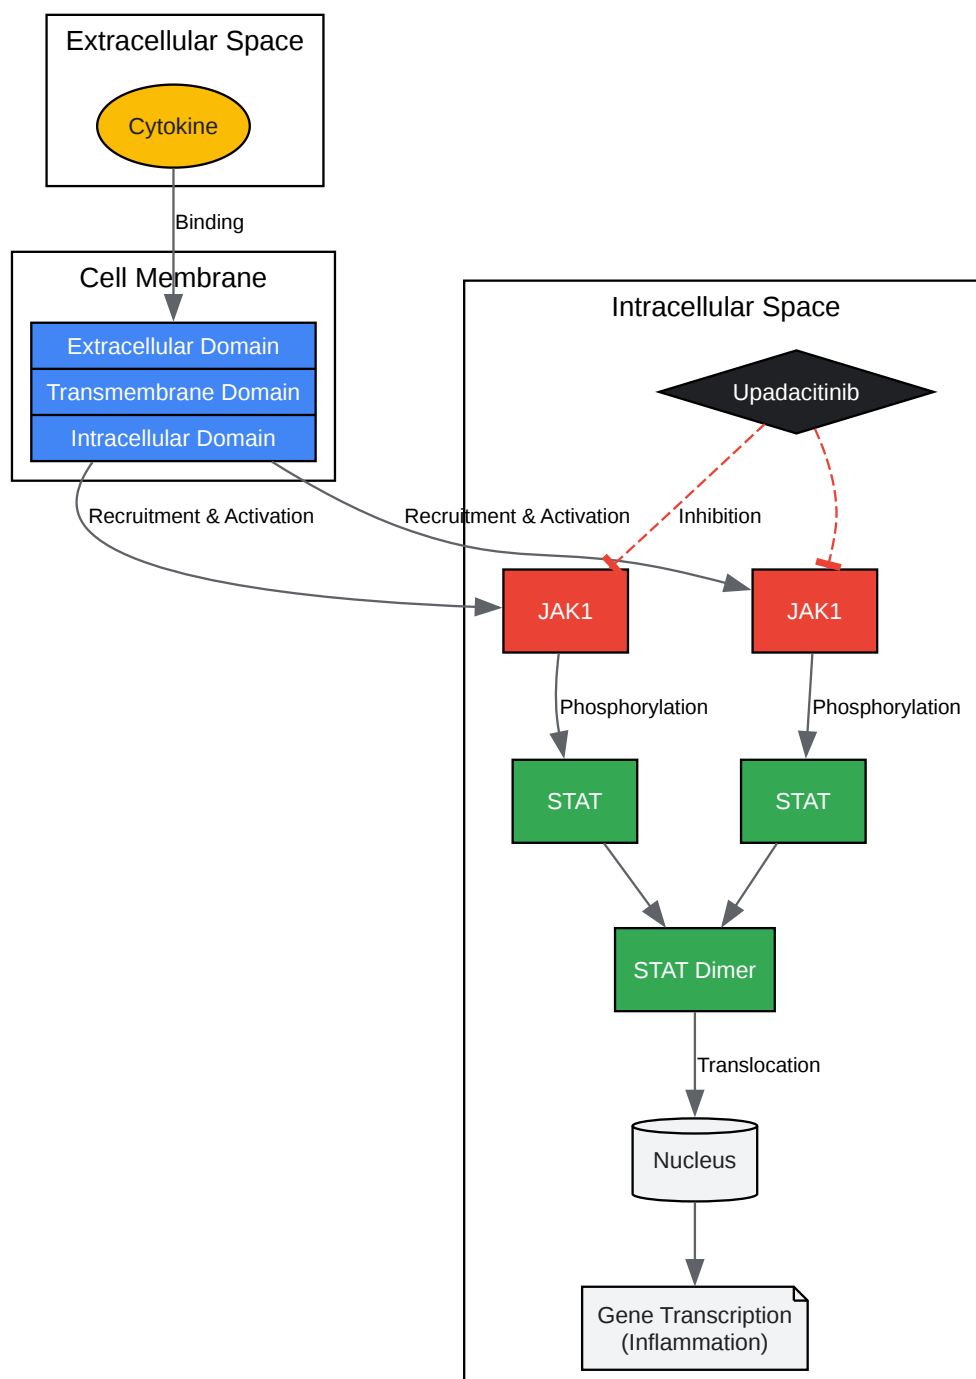 Extracellular Space
Cytokine
Binding
Cell Membrane
Extracellular Domain
Transmembrane Domain
Intracellular Domain
Intracellular Space
Upadacitinib
Recruitment & Activation
Recruitment & Activation
Inhibition
JAK1
JAK1
Phosphorylation
Phosphorylation
STAT
STAT
STAT Dimer
Translocation
Nucleus
Gene Transcription
(Inflammation)